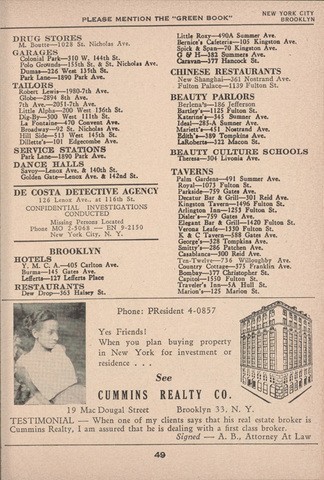 PLEASE MENTION THE "GREEN BOOK"
NEW YORK CITY
BROOKLYN
DRUG STORES
M. Boutte—1028 St. Nicholas Ave.
GARAGES
Colonial Park—310 W. 144th St.
Polo Grounds—155th St. & St. Nicholas Ave.
Dumas—226 West 135th St.
Park Lane—1890 Park Ave.
TAILORS
Robert Lewis—1980-7th Ave.
Globe—2894 8th Ave.
7th Ave.—2051-7th Ave.
Little Alpha—200 West 136th St.
Dig-By—300 West 111th St.
La Fontaine—470 Convent Ave.
Broadway—92 St. Nicholas Ave.
Hill Side—513 West 145th St.
Dillette's—101 Edgecombe Ave.
SERVICE STATIONS
Park Lane—1890 Park Ave.
DANCE HALLS
Savoy—Lenox Ave. & 140th St.
Golden Gate—Lenox Ave. & 142nd St.
DE COSTA DETECTIVE AGENCY
126 Lenox Ave., at 116th St.
CONFIDENTIAL INVESTIGATIONS
CONDUCTED
Missing Persons Located
Phone MO 2-5048 — EN 9-2150
New York City, N. Y.
BROOKLYN
HOTELS
Y. M. C. A.—405 Carlton Ave.
Burma—145 Gates Ave.
Lefferts—127 Lefferts Place
RESTAURANTS
Dew Drop—363 Halsey St.
Little Roxy—490A Sumner Ave.
Bernice's Cafeteria—105 Kingston Ave.
Spick & Span—70 Kingston Ave.
G & H—382 Sumners Ave.
Caravan—377 Hancock St.
CHINESE RESTAURANTS
New Shanghai—361 Nostrand Ave.
Fulton Palace—1139 Fulton St.
BEAUTY PARLORS
Berlena's—186 Jefferson
Bartley's—1125 Fulton St.
Katarina's—345 Sumner Ave.
Ideal—285-A Sumner Ave.
Mariett's—451 Nostrand Ave.
Edith's—389 Tompkins Ave.
LaRoberts—322 Macon St.
BEAUTY CULTURE SCHOOLS
Theresa—304 Livonia Ave.
TAVERNS
Palm Gardens—491 Summer Ave.
Royal—1073 Fulton St.
Parkside—759 Gates Ave.
Decatur Bar & Grill—301 Reid Ave.
Kingston Tavern—1496 Fulton St.
Arlington Inn—1253 Fulton St.
Disler's—759 Gates Ave.
Elegant Bar & Grill—1420 Fulton St.
Verona Leafe—1330 Fulton St.
K & C Tavern—588 Gates Ave.
George's—328 Tompkins Ave.
Smitty's—286 Patchen Ave.
Casablanca—300 Reid Ave.
Ten-Twelve—756 Willoughby Ave.
Country Cottage—375 Franklin Ave.
Bombay—377 Christopher St.
Capitol—1550 Fulton St.
Traveler's Inn—5A Hull St.
Marion's—125 Marion St.
Phone: PResident 4-0857
Yes Friends!
When you plan buying property
in New York for investment or
residence . . .
See
CUMMINS REALTY CO.
19 Mac Dougal Street Brooklyn 33, N. Y.
TESTIMONIAL — When one of my clients says that his real estate broker is
Cummins Realty, I am assured that he is dealing with a first class broker.
Signed — A. B., Attorney At Law
49